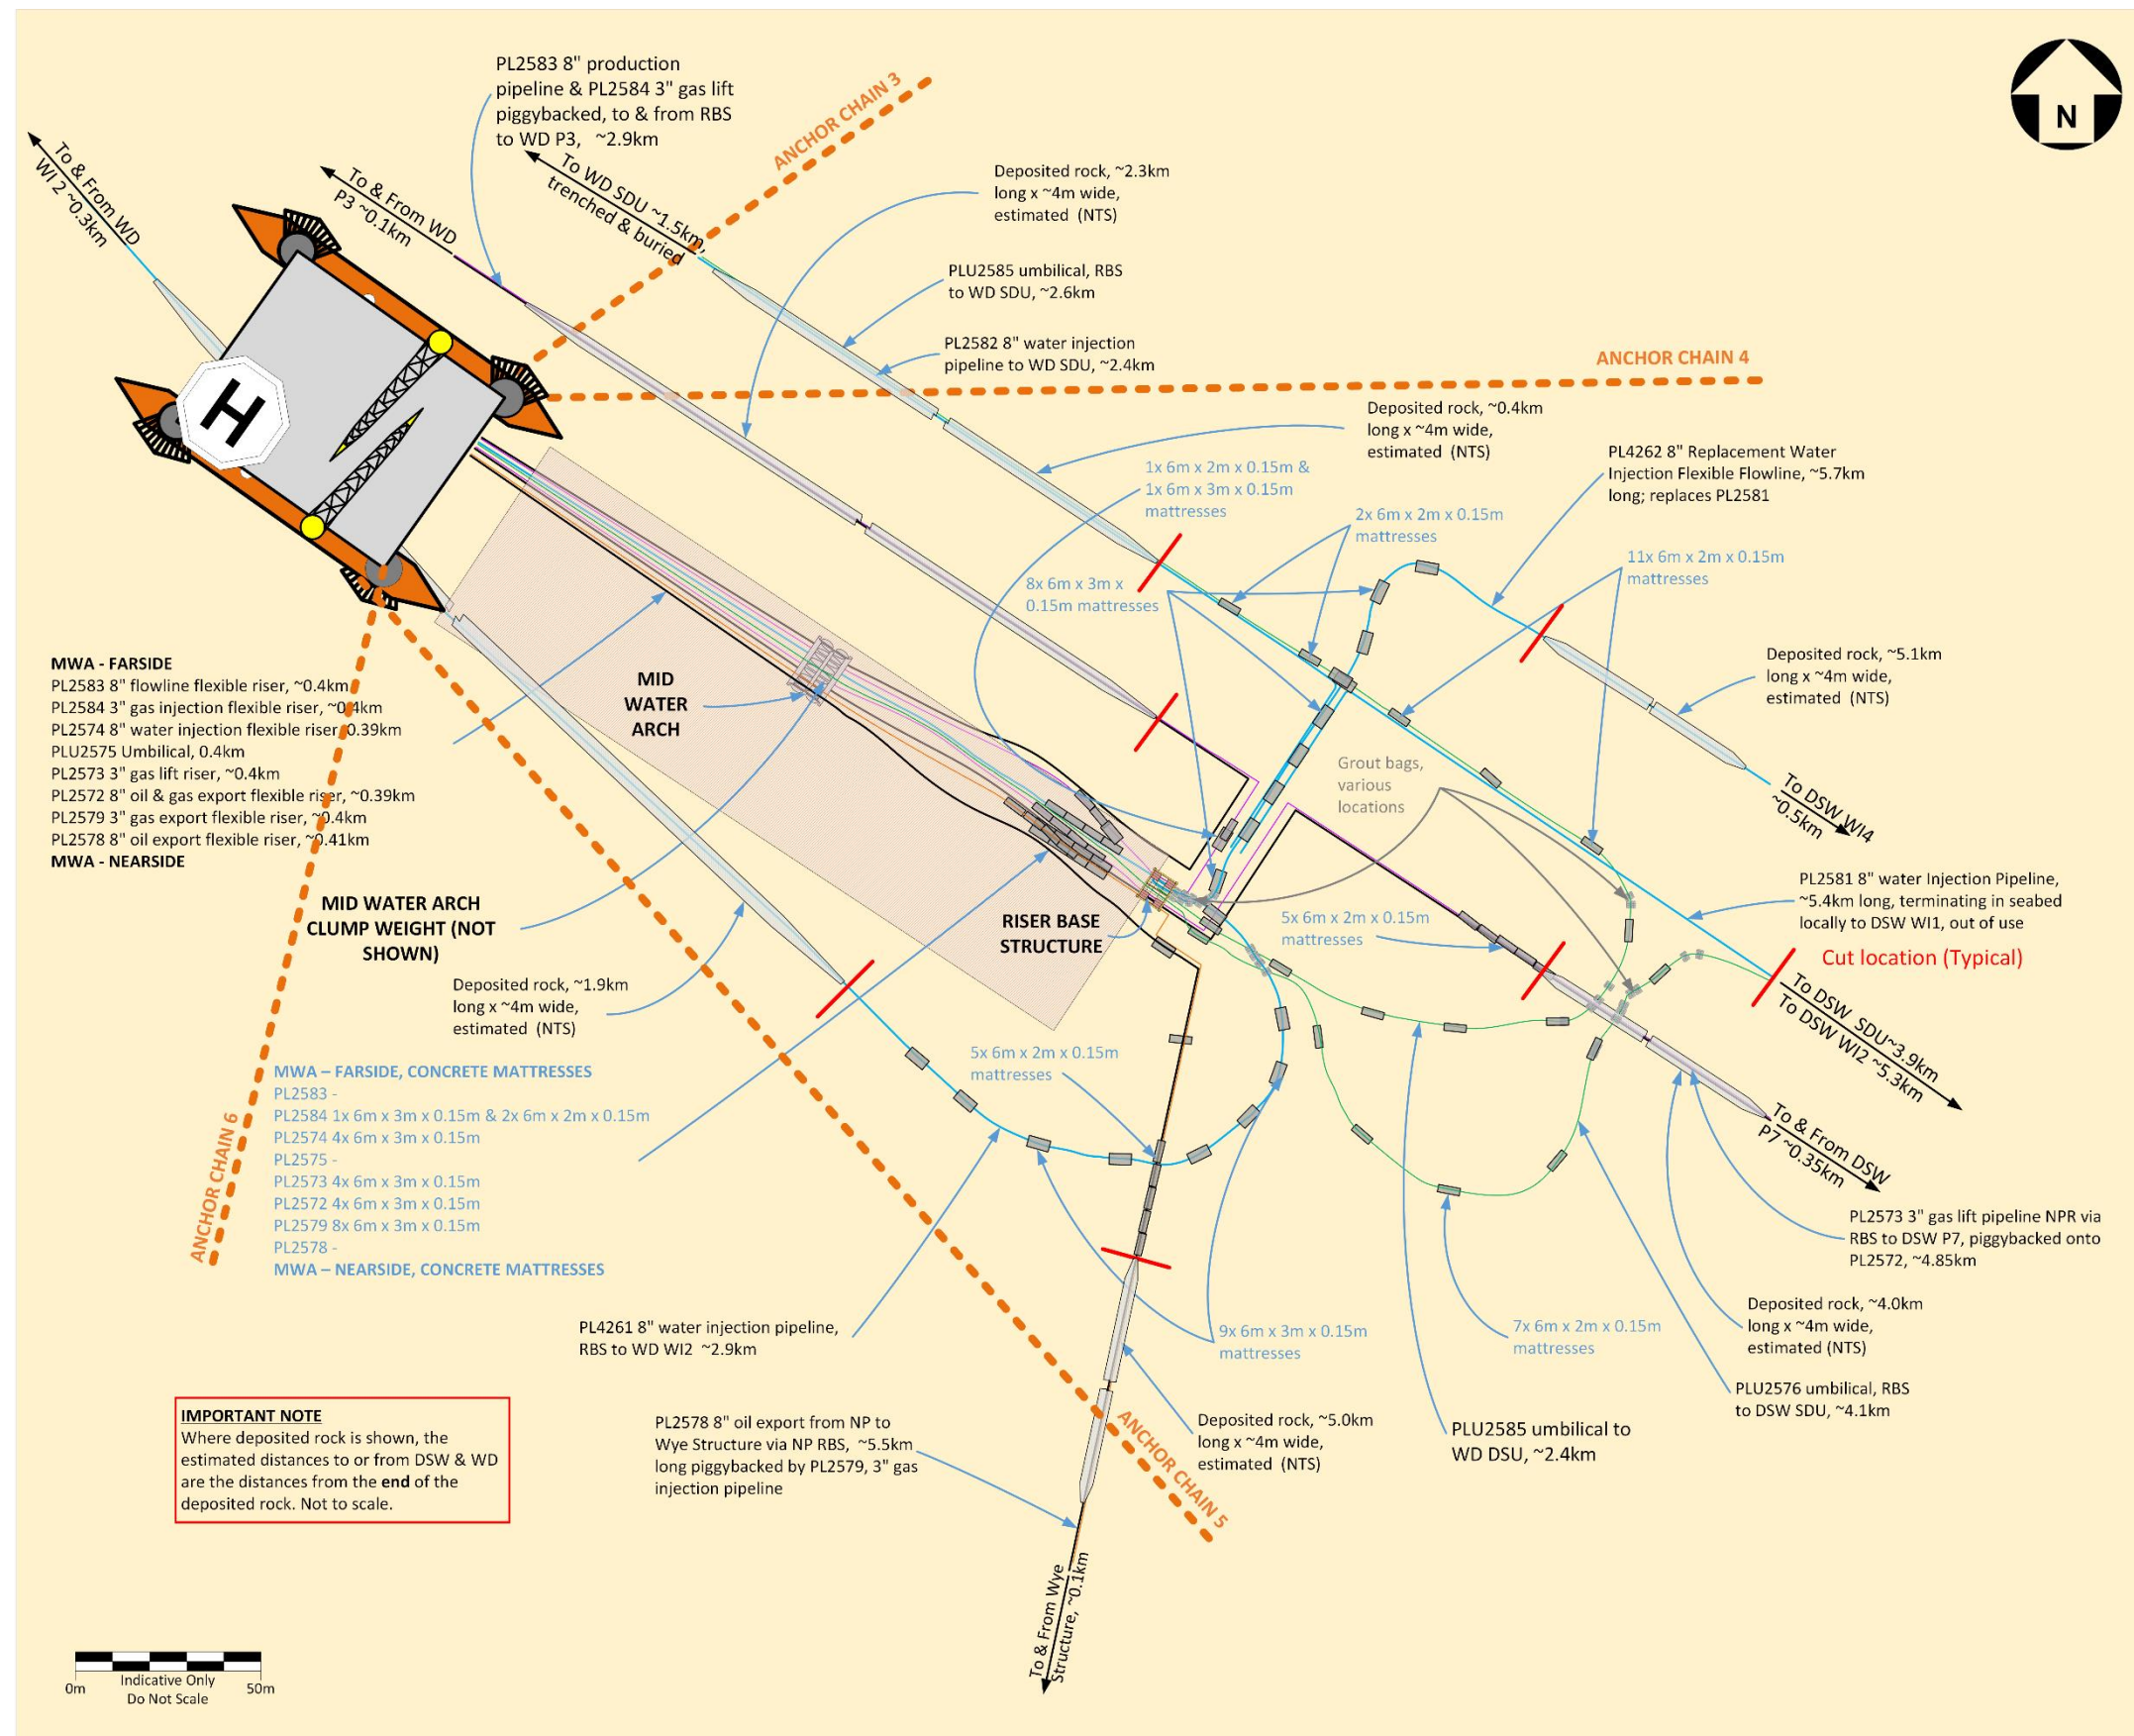 PL2583 8" production
pipeline & PL2584 3" gas lift
piggybacked, to & from RBS
to WD P3, ~2.9km
ANCHOR CHAIN 3
N
To & From WD
WI 2 ~0.3km
To & From WD
P3 ~0.1km
To WD SDU ~1.5km,
trenched & buried
Deposited rock, ~2.3km
long x ~4m wide,
estimated (NTS)
PLU2585 umbilical, RBS
to WD SDU, ~2.6km
PL2582 8" water injection
pipeline to WD SDU, ~2.4km
ANCHOR CHAIN 4
H
Deposited rock, ~0.4km
long x ~4m wide,
estimated (NTS)
PL4262 8" Replacement Water
Injection Flexible Flowline, ~5.7km
long; replaces PL2581
1x 6m x 2m x 0.15m &
1x 6m x 3m x 0.15m
mattresses
2x 6m x 2m x 0.15m
mattresses
11x 6m x 2m x 0.15m
mattresses
8x 6m x 3m x
0.15m mattresses
Deposited rock, ~5.1km
long x ~4m wide,
estimated (NTS)
MWA - FARSIDE
PL2583 8" flowline flexible riser, ~0.4km
PL2584 3" gas injection flexible riser, ~0.4km
PL2574 8" water injection flexible riser, 0.39km
PLU2575 Umbilical, 0.4km
PL2573 3" gas lift riser, ~0.4km
PL2572 8" oil & gas export flexible riser, ~0.39km
PL2579 3" gas export flexible riser, ~0.4km
PL2578 8" oil export flexible riser, ~0.41km
MWA - NEARSIDE
MID
WATER
ARCH
Grout bags,
various
locations
To DSW WI4
~0.5km
MID WATER ARCH
CLUMP WEIGHT (NOT
SHOWN)
RISER BASE
STRUCTURE
5x 6m x 2m x 0.15m
mattresses
PL2581 8" water Injection Pipeline,
~5.4km long, terminating in seabed
locally to DSW WI1, out of use
Cut location (Typical)
Deposited rock, ~1.9km
long x ~4m wide,
estimated (NTS)
To DSW SDU~3.9km
To DSW WI2 ~5.3km
5x 6m x 2m x 0.15m
mattresses
MWA – FARSIDE, CONCRETE MATTRESSES
PL2583 -
PL2584 1x 6m x 3m x 0.15m & 2x 6m x 2m x 0.15m
PL2574 4x 6m x 3m x 0.15m
PL2575 -
PL2573 4x 6m x 3m x 0.15m
PL2572 4x 6m x 3m x 0.15m
PL2579 8x 6m x 3m x 0.15m
PL2578 -
MWA – NEARSIDE, CONCRETE MATTRESSES
ANCHOR CHAIN 6
To & From DSW
P7 ~0.35km
PL2573 3" gas lift pipeline NPR via
RBS to DSW P7, piggybacked onto
PL2572, ~4.85km
PL4261 8" water injection pipeline,
RBS to WD WI2 ~2.9km
9x 6m x 3m x 0.15m
mattresses
7x 6m x 2m x 0.15m
mattresses
Deposited rock, ~4.0km
long x ~4m wide,
estimated (NTS)
PLU2576 umbilical, RBS
to DSW SDU, ~4.1km
IMPORTANT NOTE
Where deposited rock is shown, the
estimated distances to or from DSW & WD
are the distances from the end of the
deposited rock. Not to scale.
PL2578 8" oil export from NP to
Wye Structure via NP RBS, ~5.5km
long piggybacked by PL2579, 3" gas
injection pipeline
ANCHOR CHAIN 5
Deposited rock, ~5.0km
long x ~4m wide,
estimated (NTS)
PLU2585 umbilical to
WD DSU, ~2.4km
To & From Wye
Structure, ~0.1km
Indicative Only
Do Not Scale
0m
50m